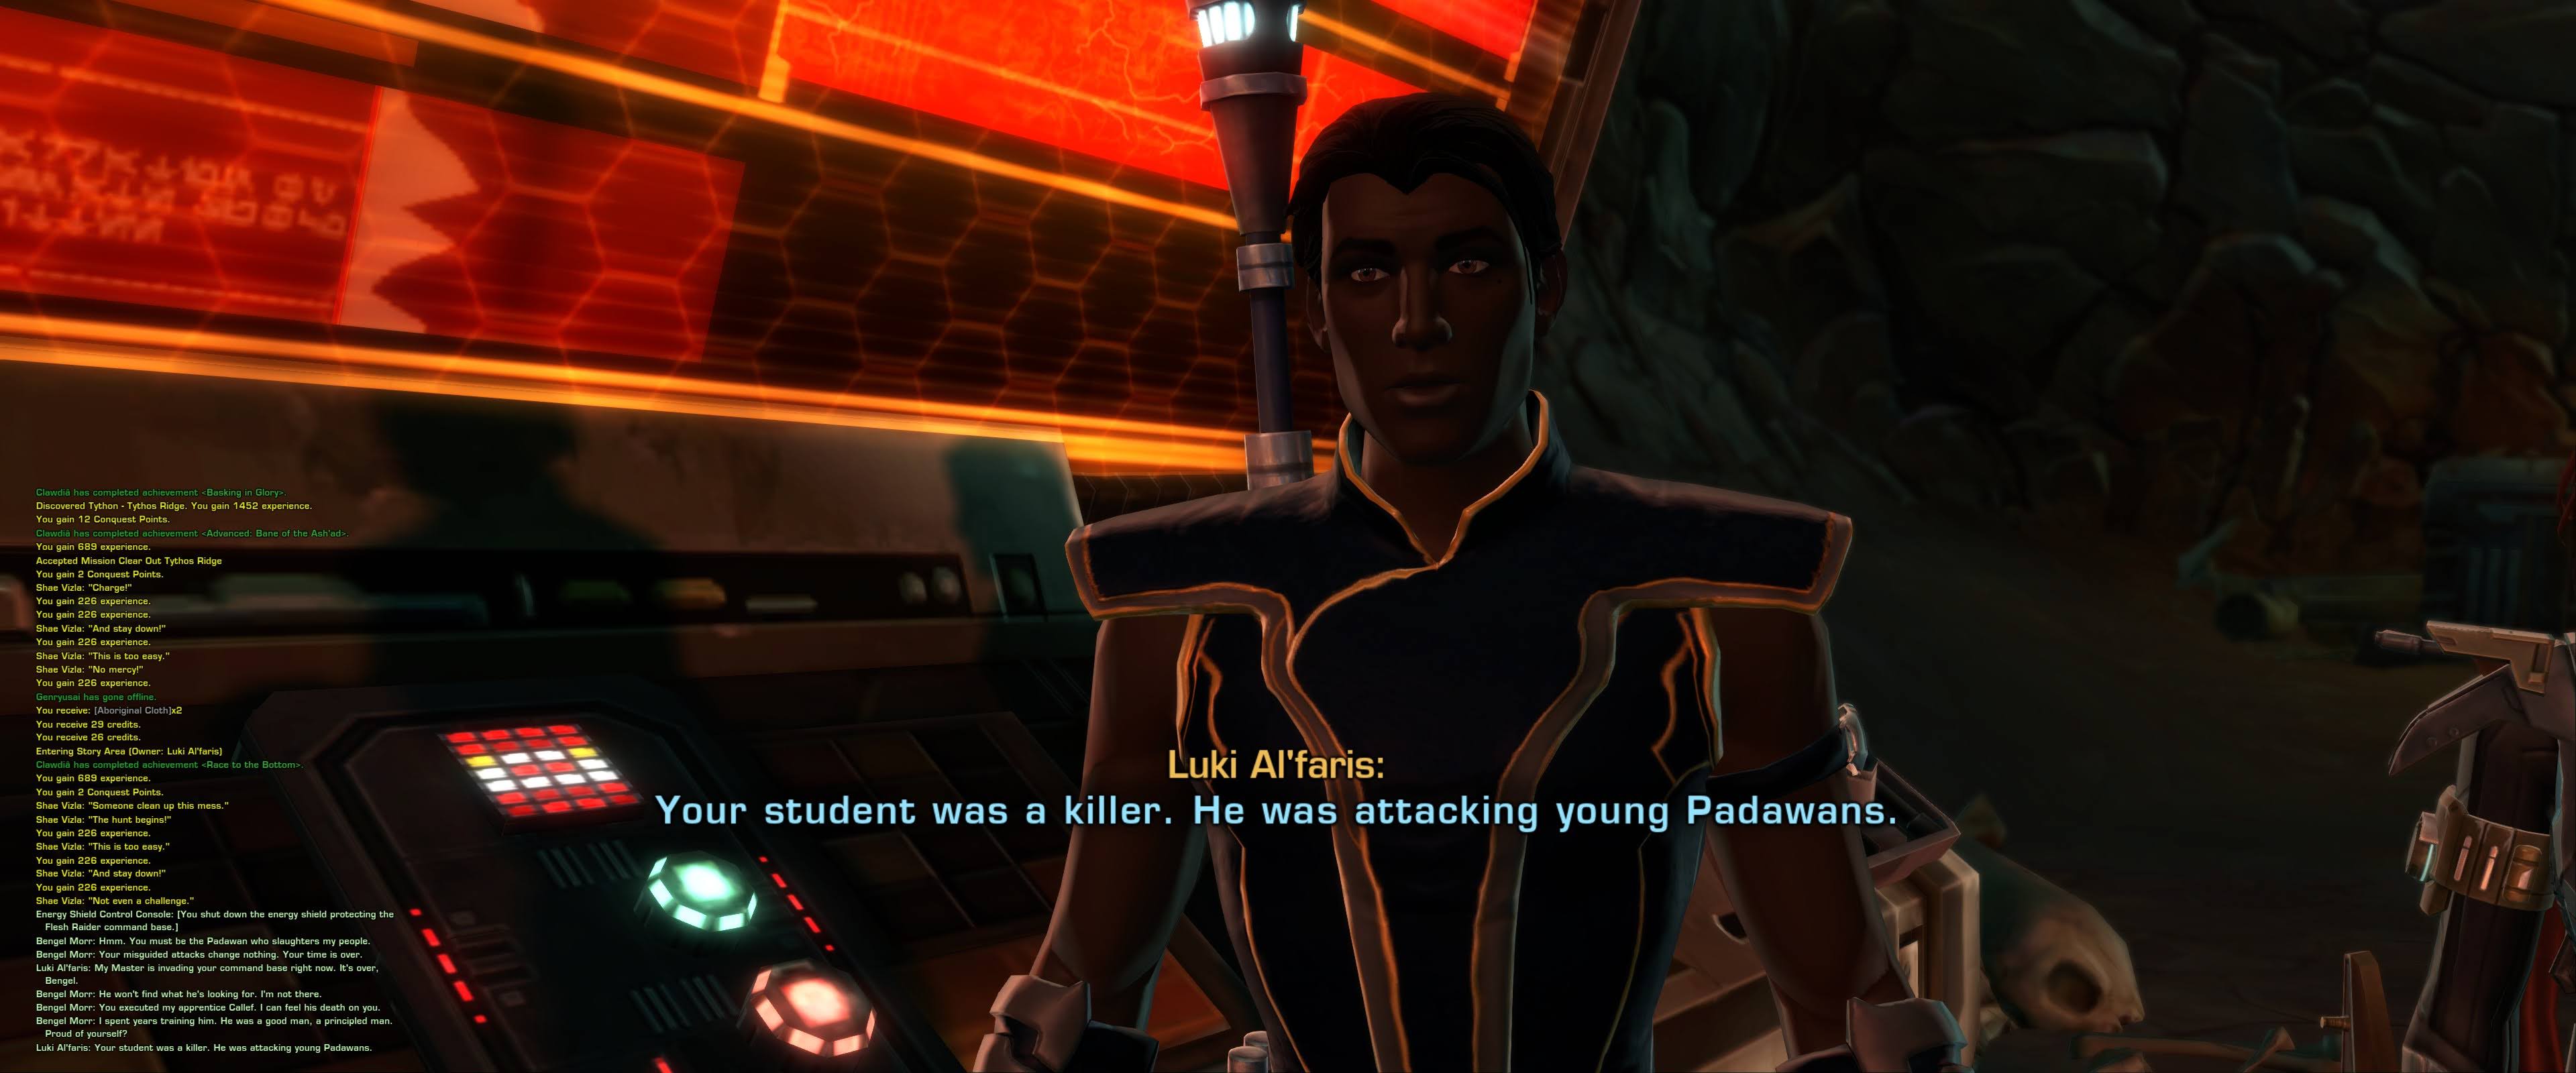 Clawdiâ has completed achievement <Basking in Glory>.
Discovered Tython - Tythos Ridge. You gain 1452 experience.
You gain 12 Conquest Points.
Clawdiâ has completed achievement <Advanced: Bane of the Ash'ad>.
You gain 689 experience.
Accepted Mission Clear Out Tythos Ridge
You gain 2 Conquest Points.
Shae Vizla: "Charge!"
You gain 226 experience.
You gain 226 experience.
Shae Vizla: "And stay down!"
You gain 226 experience.
Shae Vizla: "This is too easy."
Shae Vizla: "No mercy!"
You gain 226 experience.
Genryusai has gone offline.
You receive: [Aboriginal Cloth]x2
You receive 29 credits.
You receive 26 credits.
Entering Story Area (Owner: Luki Al'faris)
Clawdiâ has completed achievement <Race to the Bottom>.
You gain 689 experience.
You gain 2 Conquest Points.
Shae Vizla: "Someone clean up this mess."
Shae Vizla: "The hunt begins!"
You gain 226 experience.
Shae Vizla: "This is too easy."
You gain 226 experience.
Shae Vizla: "And stay down!"
You gain 226 experience.
Shae Vizla: "Not even a challenge."
Energy Shield Control Console: [You shut down the energy shield protecting the
Flesh Raider command base.]
Bengel Morr: Hmm. You must be the Padawan who slaughters my people.
Bengel Morr: Your misguided attacks change nothing. Your time is over.
Luki Al'faris: My Master is invading your command base right now. It's over,
Bengel.
Bengel Morr: He won't find what he's looking for. I'm not there.
Bengel Morr: You executed my apprentice Callef. I can feel his death on you.
Bengel Morr: I spent years training him. He was a good man, a principled man.
Proud of yourself?
Luki Al'faris: Your student was a killer. He was attacking young Padawans.
Luki Al'faris:
Your student was a killer. He was attacking young Padawans.